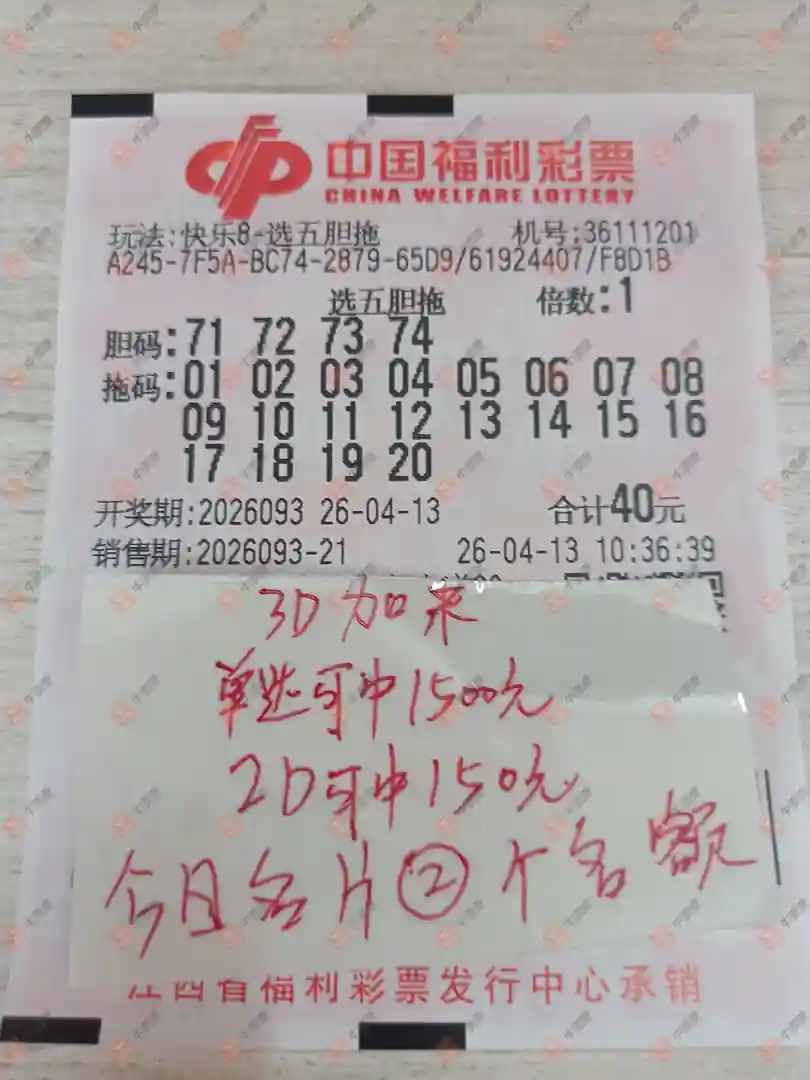 中国福利彩票
CHINA WELFARE LOTTERY
玩法:快乐8-选五胆拖 机号:36111201
A245-7F5A-BC74-2879-65D9/61924407/F8D1B
选五胆拖 倍数:1
胆码:71 72 73 74
拖码:01 02 03 04 05 06 07 08
09 10 11 12 13 14 15 16
17 18 19 20
开奖期:2026093 26-04-13 合计40元
销售期:2026093-21 26-04-13 10:36:39
3D加来
单选可中1500元
2D可中150元
今日名片②个名额
江西省福利彩票发行中心承销